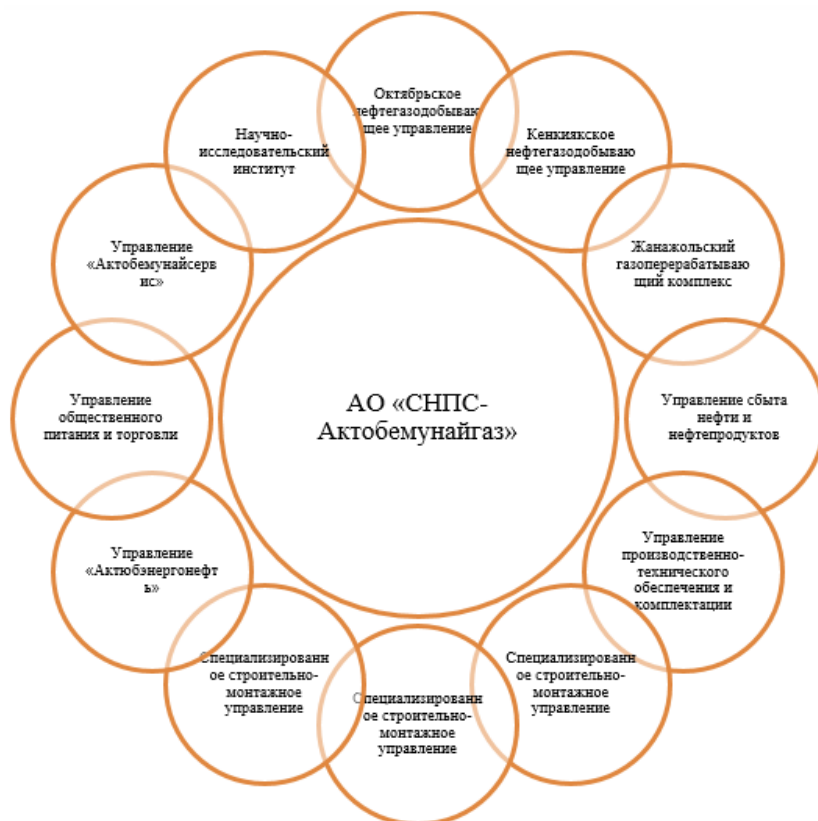 АО «СНПС-
Актобемунайгаз»
Октябрьское
нефтегазодобываю
щее управление
Кенкиякское
нефтегазодобываю
щее управление
Жанажольский
газоперерабатываю
щий комплекс
Управление сбыта
нефти и
нефтепродуктов
Управление
производственно-
технического
обеспечения и
комплектации
Специализированн
ое строительно-
монтажное
управление
Специализированн
ое строительно-
монтажное
управление
Специализированн
ое строительно-
монтажное
управление
Управление
«Актюбэнергонефт
ь»
Управление
общественного
питания и торговли
Управление
«Актобемунайсерв
ис»
Научно-
исследовательский
институт